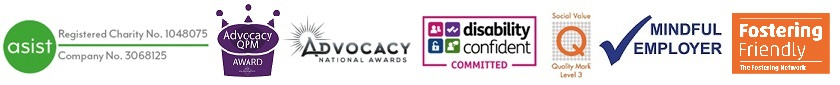 asist
Registered Charity No. 1048075
Company No. 3068125
Advocacy
QPM
AWARD
ADVOCACY
NATIONAL AWARDS
disability
confident
COMMITTED
Social Value
Quality Mark
Level 3
MINDFUL
EMPLOYER
Fostering
Friendly
The Fostering Network